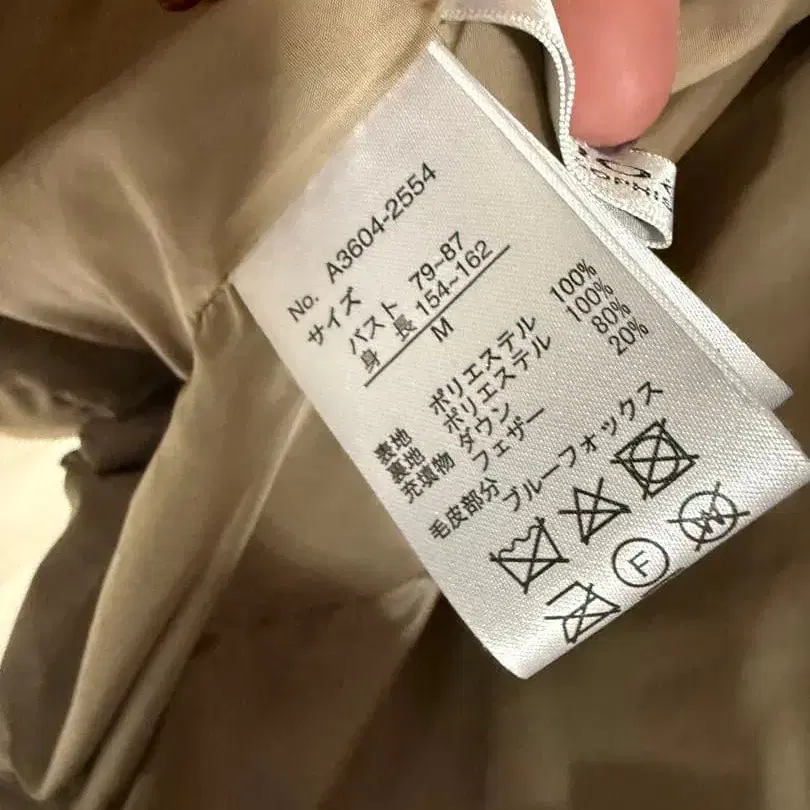 No. A3604-2554
サイズ
バスト 79-87
身 長 154-162
M
表地 ポリエステル 100%
裏地 ポリエステル 100%
充填物 ダウン 80%
フェザー 20%
毛皮部分 ブルーフォックス
F
W